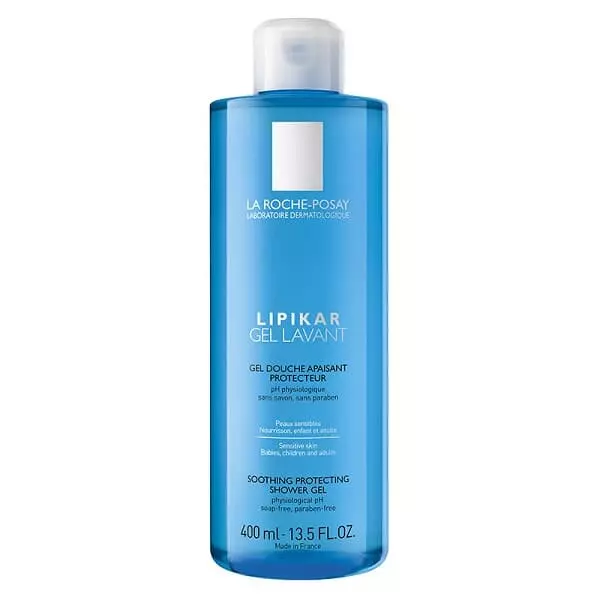 LA ROCHE-POSAY
LABORATOIRE DERMATOLOGIQUE
LIPIKAR
GEL LAVANT
GEL DOUCHE APAISANT
PROTECTEUR
pH physiologique
sans savon, sans paraben
Peaux sensibles
Nourrisson, enfant et adulte
Sensitive skin
Babies, children and adults
SOOTHING PROTECTING
SHOWER GEL
physiological pH
soap-free, paraben-free
400 ml - 13.5 FL.OZ.
Made in France